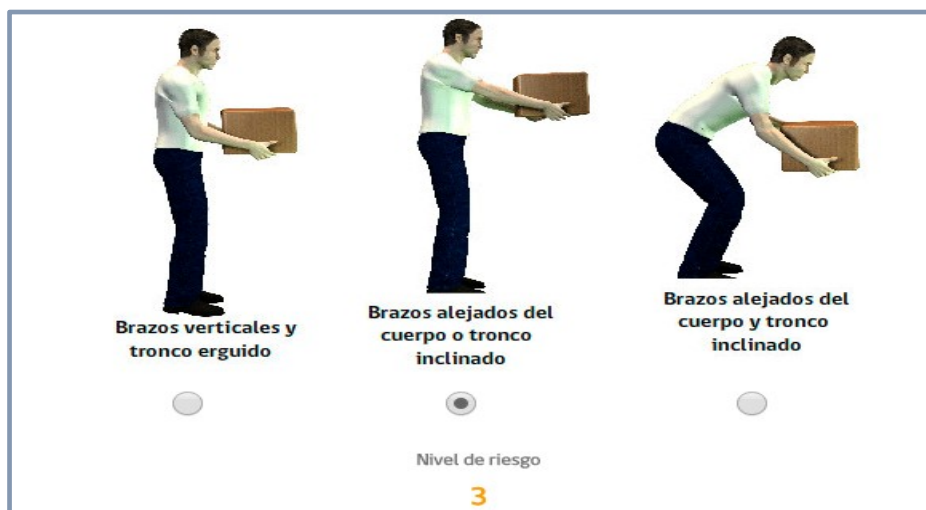 Brazos verticales y
tronco erguido
Brazos alejados del
cuerpo o tronco
inclinado
Brazos alejados del
cuerpo y tronco
inclinado
Nivel de riesgo
3